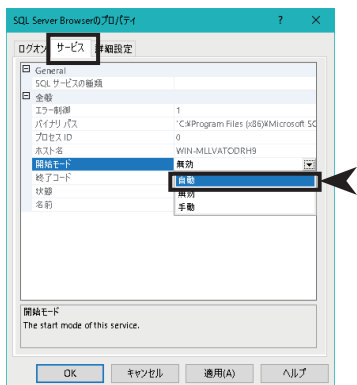 SQL Server Browserのプロパティ ? ×
ログオン サービス 詳細設定
General
SQL サービスの種類
全般
エラー制御 1
バイナリ パス "C:¥Program Files (x86)¥Microsoft SQ
プロセス ID 0
ホスト名 WIN-MLLVATODRH9
開始モード 無効
終了コード 自動
状態 無効
名前 手動
開始モード
The start mode of this service.
OK キャンセル 適用(A) ヘルプ